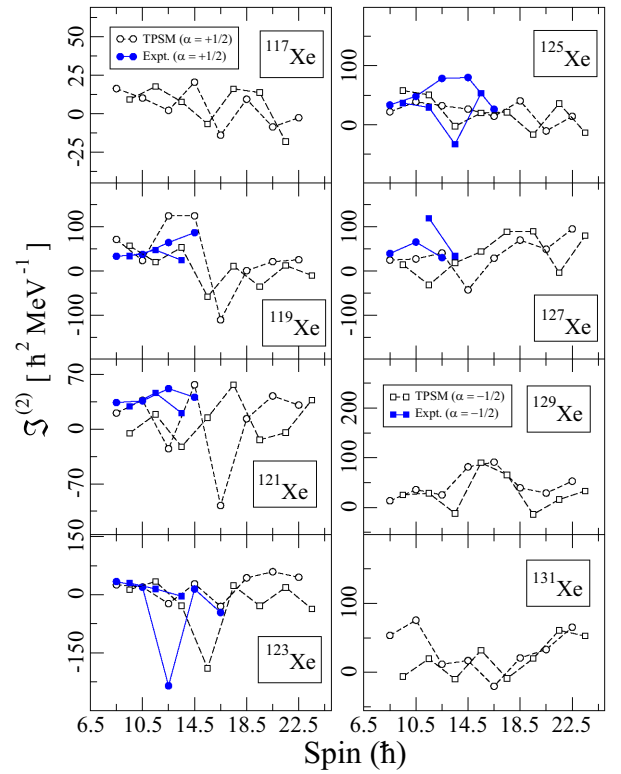 50
25
0
-25
TPSM (α = +1/2)
Expt. (α = +1/2)
¹¹⁷Xe
100
0
¹²⁵Xe
100
0
-100
¹¹⁹Xe
100
0
-100
¹²⁷Xe
70
0
-70
150
¹²¹Xe
200
100
0
TPSM (α = −1/2)
Expt. (α = −1/2)
¹²⁹Xe
150
0
-150
¹²³Xe
100
0
¹³¹Xe
ℑ⁽²⁾ [ ħ² MeV⁻¹ ]
6.5 10.5 14.5 18.5 22.5 6.5 10.5 14.5 18.5 22.5
Spin (ħ)